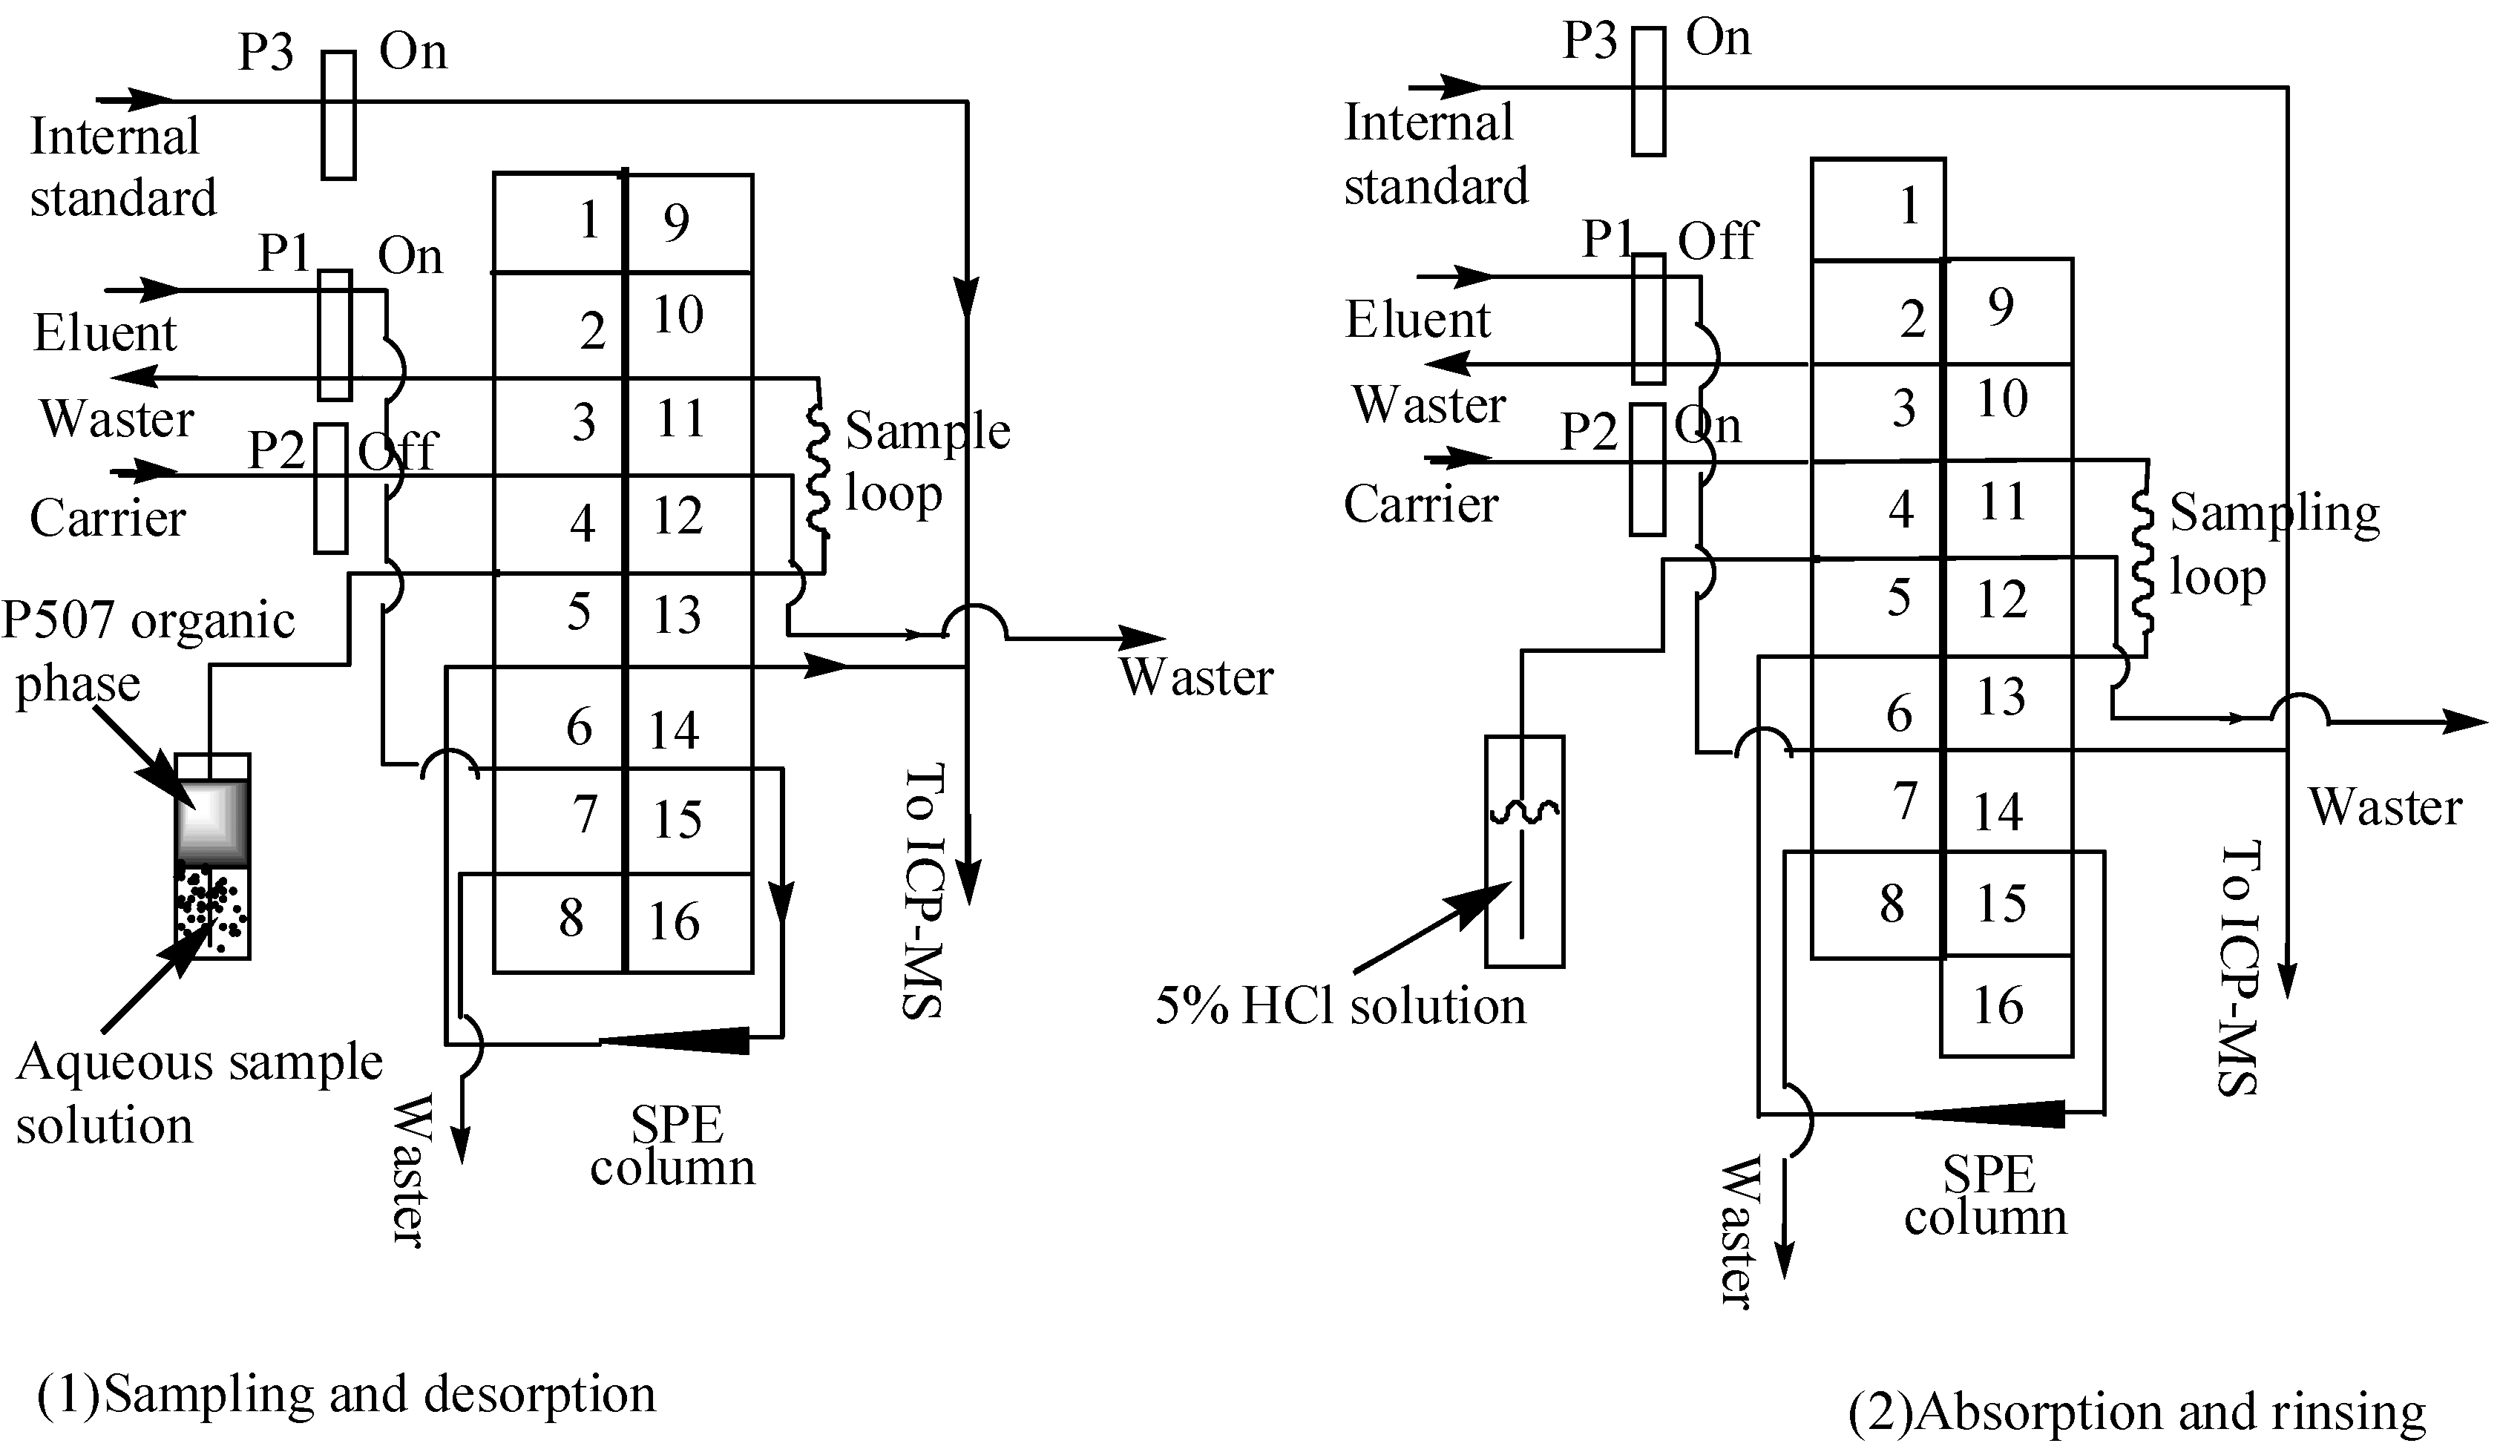 P3 On
Internal
standard
P1 On
Eluent
Waster
P2 Off
Carrier
P507 organic
phase
Aqueous sample
solution
1 9
2 10
3 11
4 12
5 13
6 14
7 15
8 16
Sample
loop
Waster
To ICP-MS
Waster
SPE
column
(1)Sampling and desorption
P3 On
Internal
standard
P1 Off
Eluent
Waster
P2 On
Carrier
5% HCl solution
1
2 9
3 10
4 11
5 12
6 13
7 14
8 15
16
Sampling
loop
Waster
To ICP-MS
Waster
SPE
column
(2)Absorption and rinsing